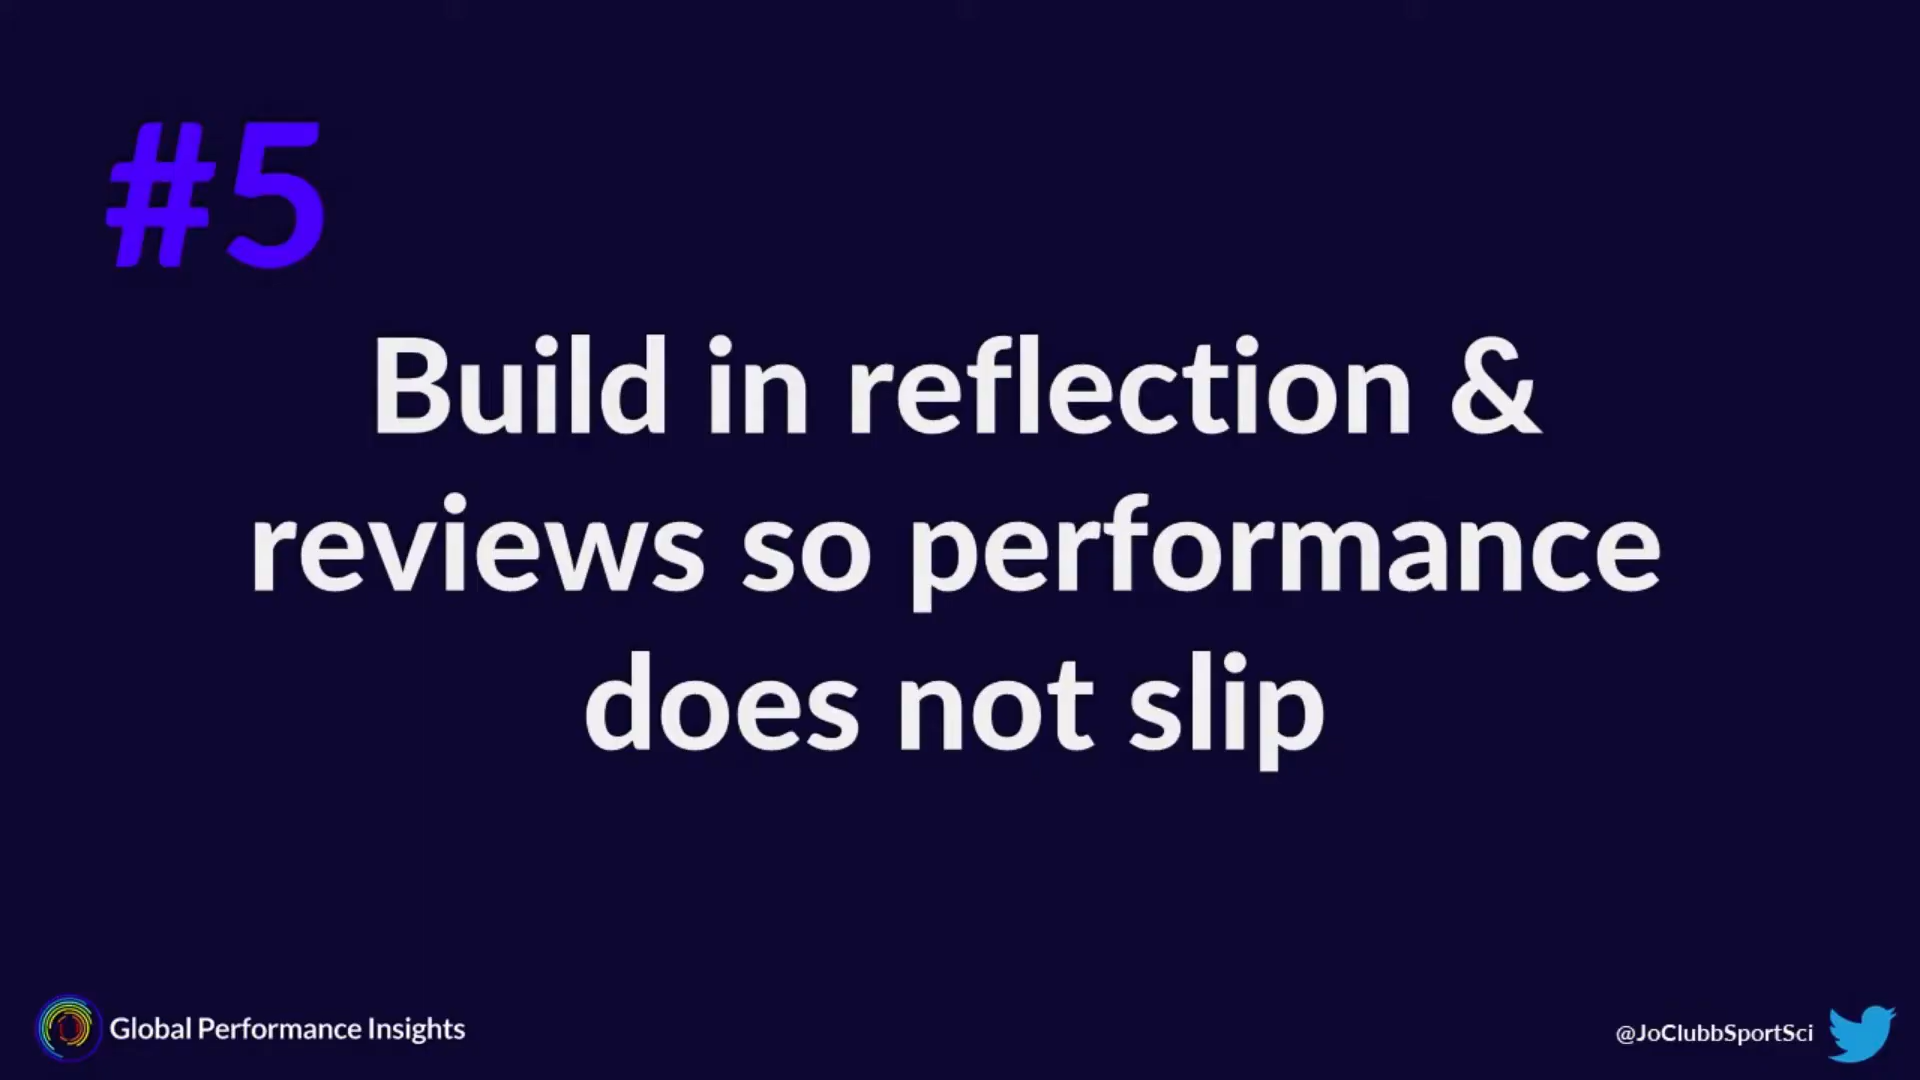 #5
Build in reflection &
reviews so performance
does not slip
Global Performance Insights
@JoClubbSportSci